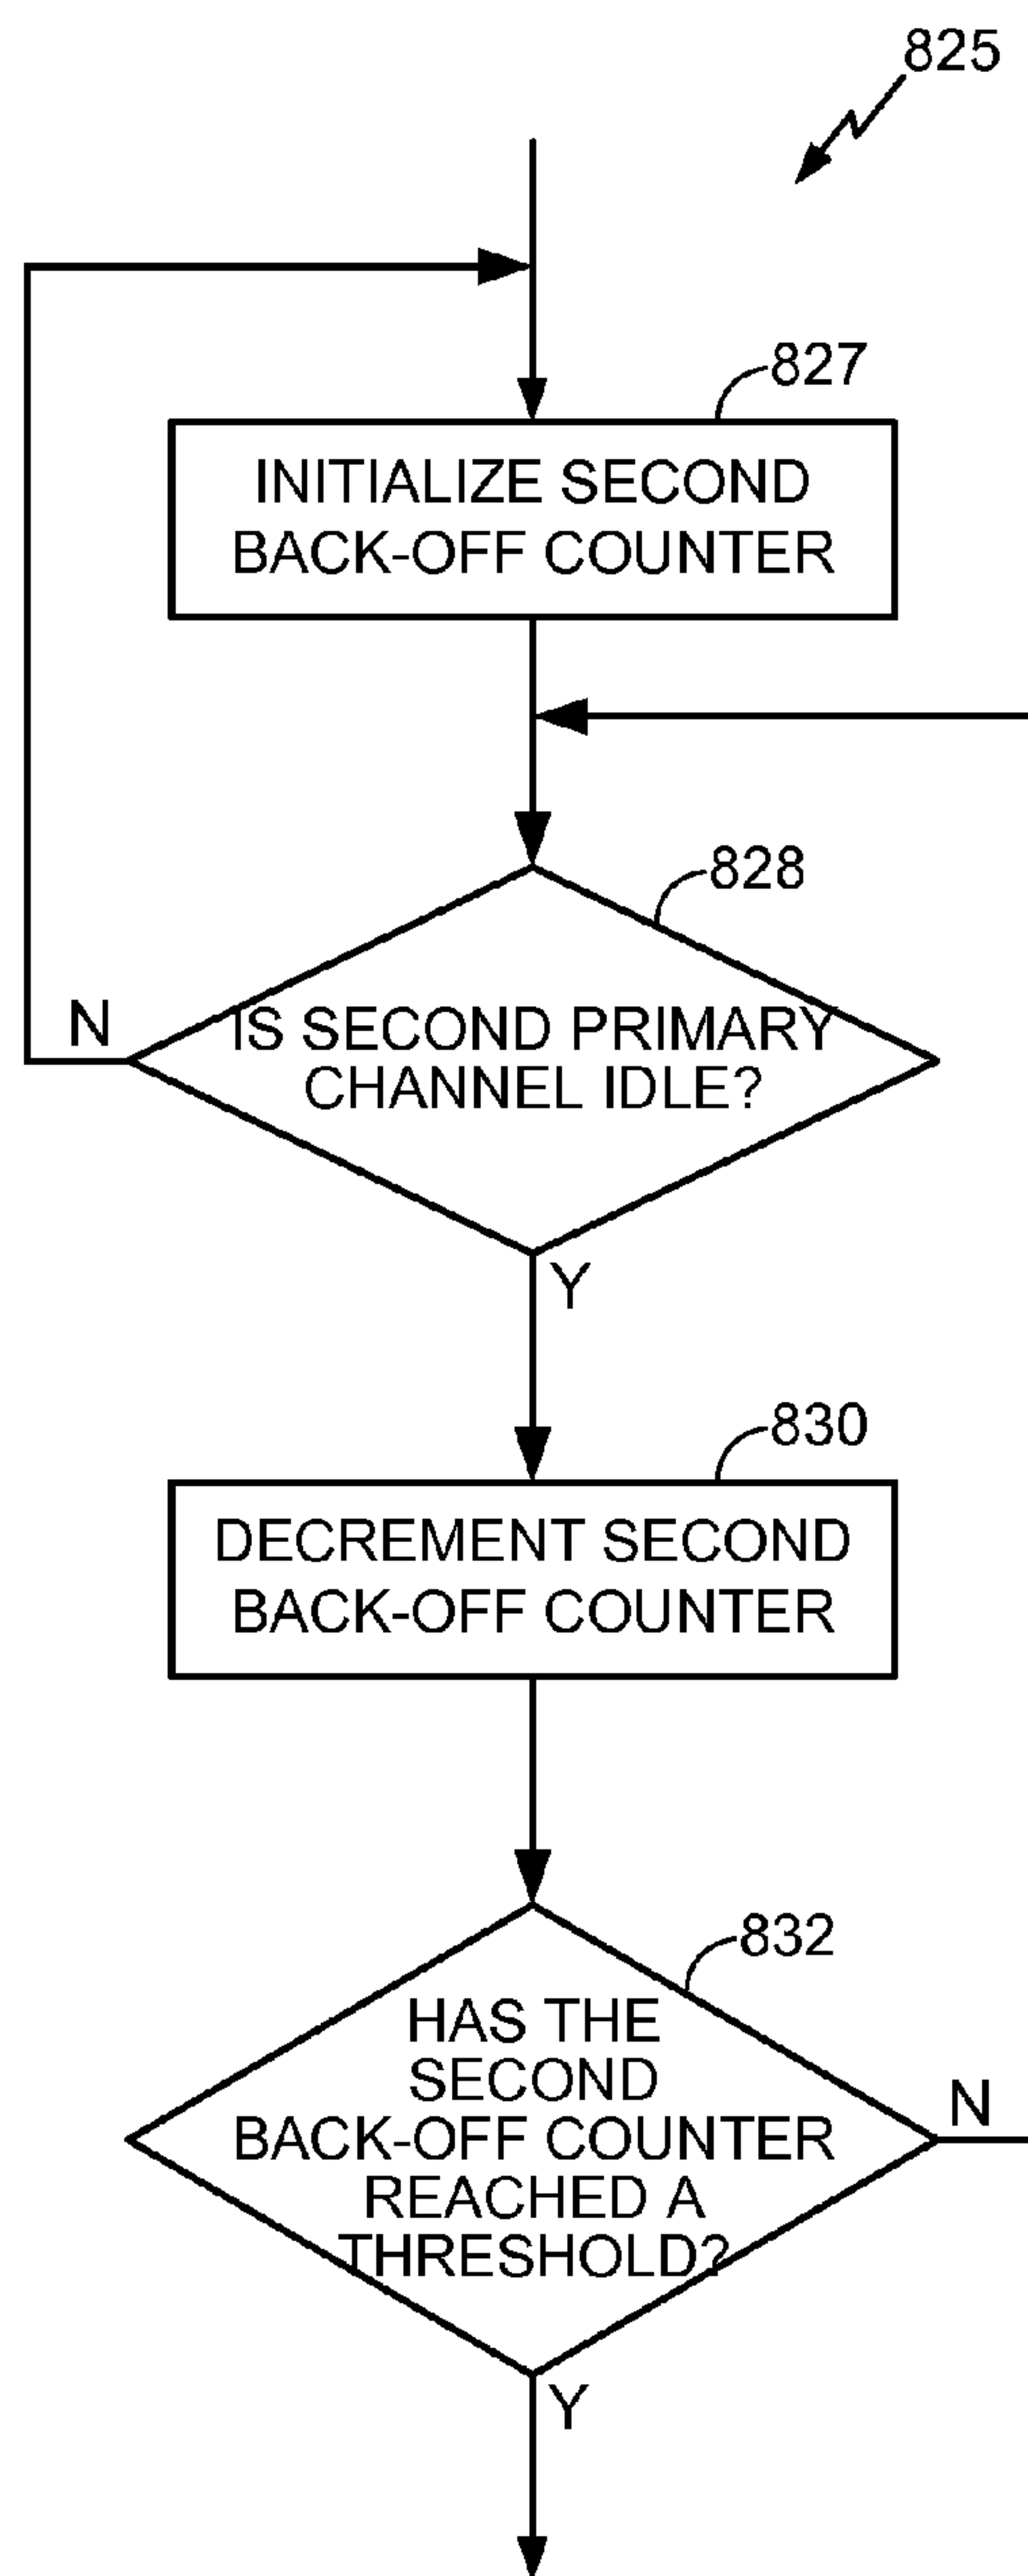 825
827
INITIALIZE SECOND
BACK-OFF COUNTER
828
N
IS SECOND PRIMARY
CHANNEL IDLE?
Y
830
DECREMENT SECOND
BACK-OFF COUNTER
832
HAS THE
SECOND
BACK-OFF COUNTER
REACHED A
THRESHOLD?
N
Y